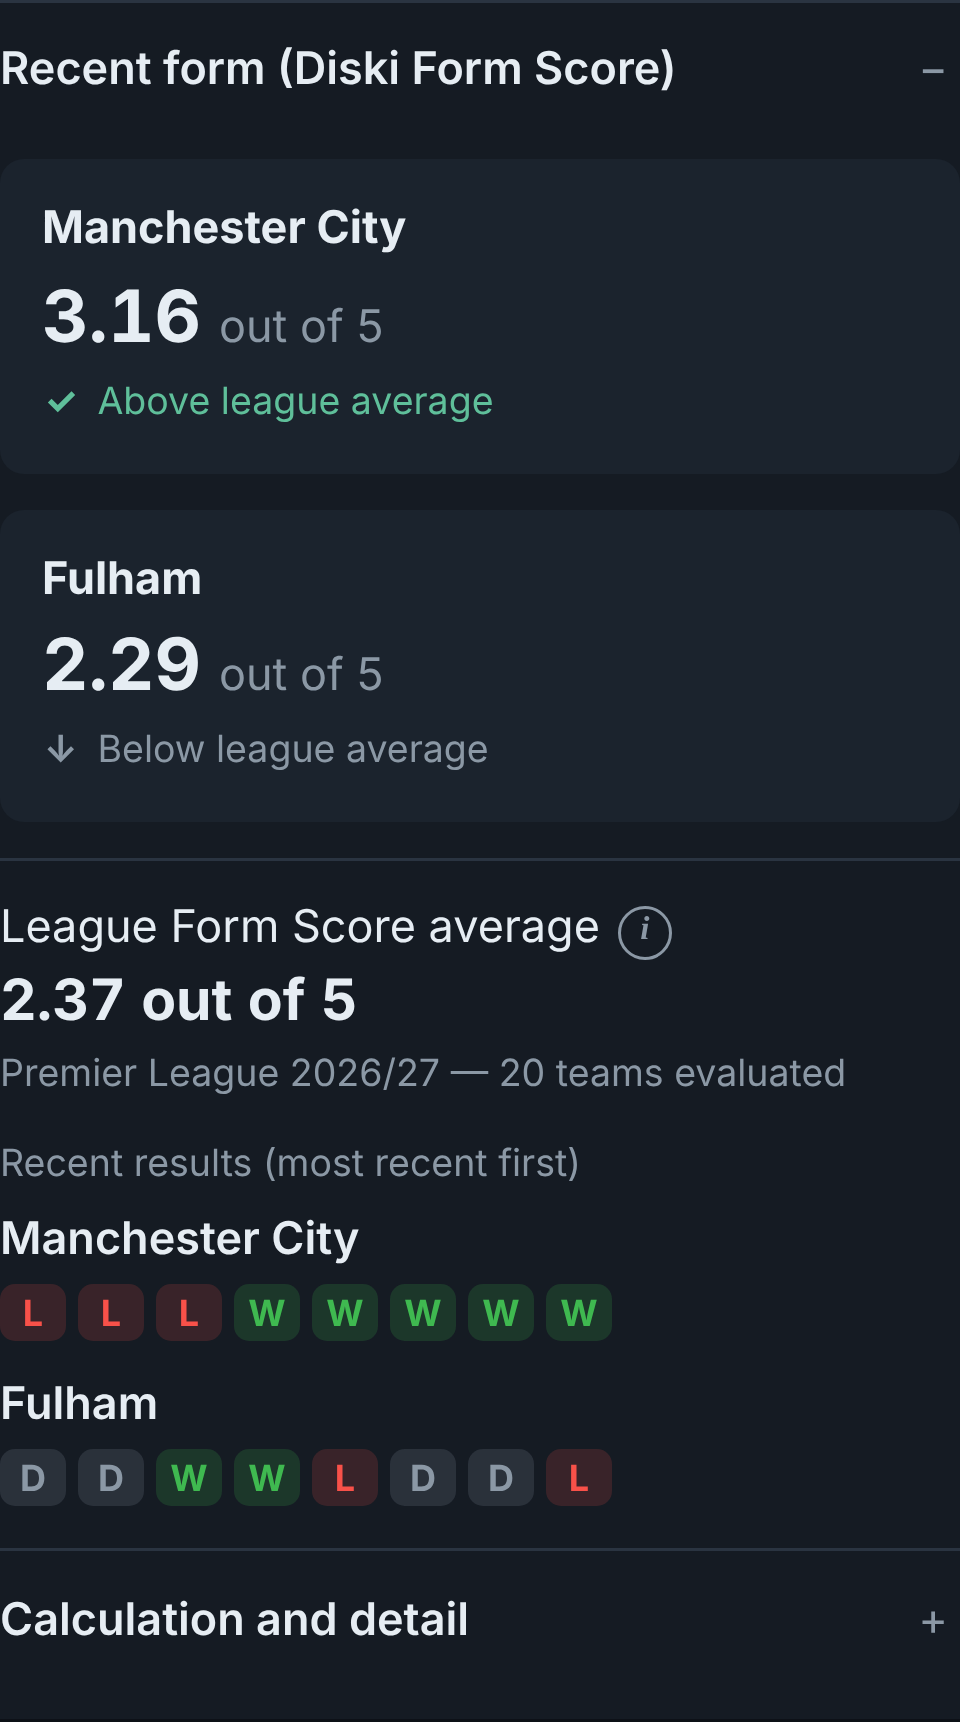 Recent form (Diski Form Score) −
Manchester City
3.16 out of 5
✓ Above league average
Fulham
2.29 out of 5
↓ Below league average
League Form Score average i
2.37 out of 5
Premier League 2026/27 — 20 teams evaluated
Recent results (most recent first)
Manchester City
L L L W W W W W
Fulham
D D W W L D D L
Calculation and detail +